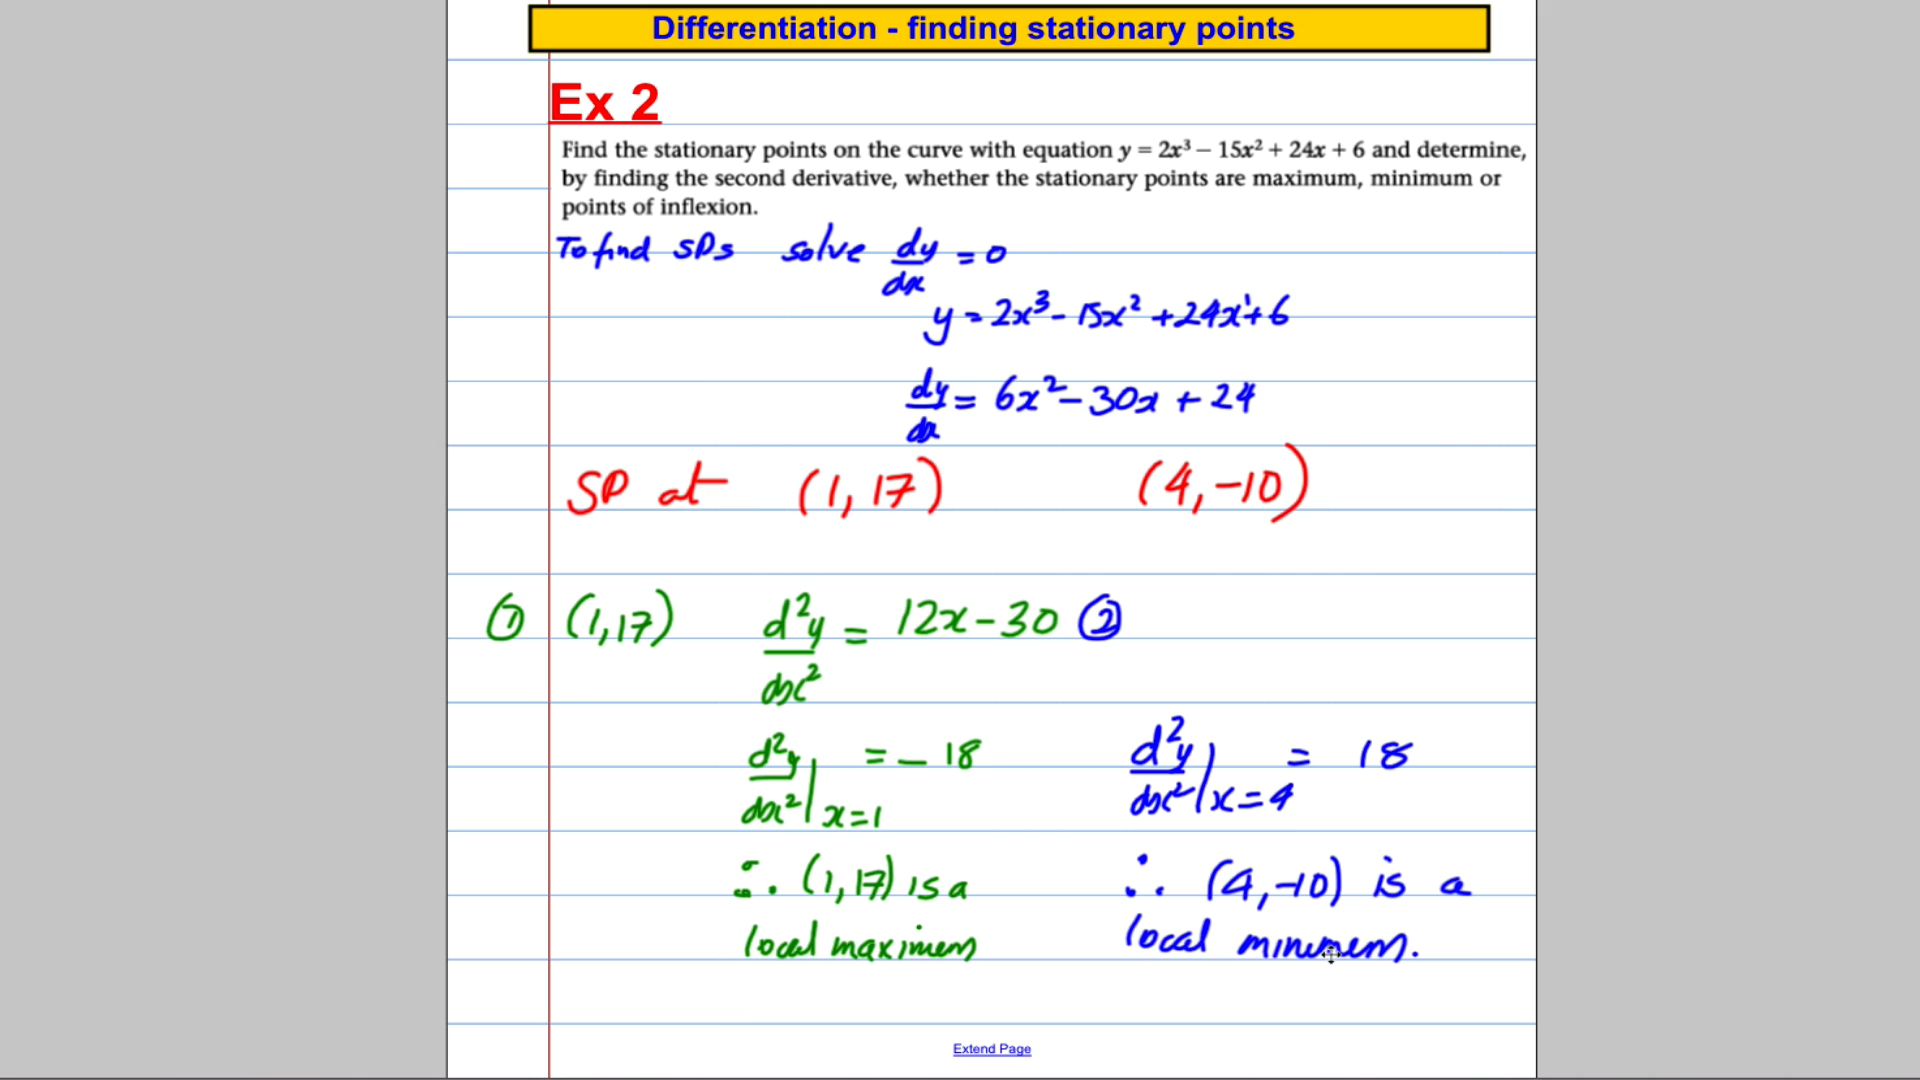 Differentiation - finding stationary points
Ex 2
Find the stationary points on the curve with equation y = 2x³ – 15x² + 24x + 6 and determine,
by finding the second derivative, whether the stationary points are maximum, minimum or
points of inflexion.
To find SPs solve dy/dx = 0
y = 2x³ - 15x² + 24x¹ + 6
dy/dx = 6x² - 30x + 24
SP at (1, 17) (4, -10)
① (1, 17) d²y/dx² = 12x - 30 ②
d²y/dx² | x=1 = - 18 d²y/dx² | x=4 = 18
∴ (1, 17) is a ∴ (4, -10) is a
local maximum local minimum.
Extend Page